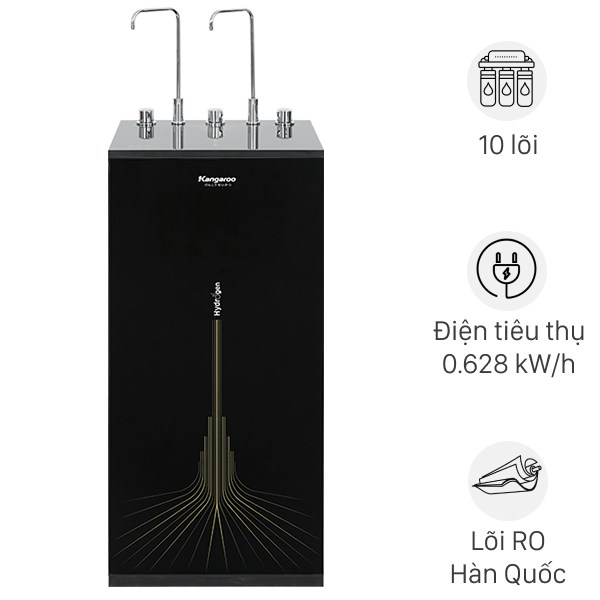 Kangaroo
Hydrogen
10 lõi
Điện tiêu thụ
0.628 kW/h
Lõi RO
Hàn Quốc